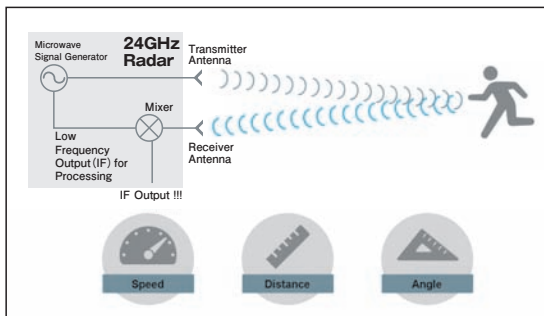 Microwave
Signal Generator
24GHz
Radar
Transmitter
Antenna
Mixer
Low
Frequency
Output (IF) for
Processing
Receiver
Antenna
IF Output !!!
Speed
Distance
Angle